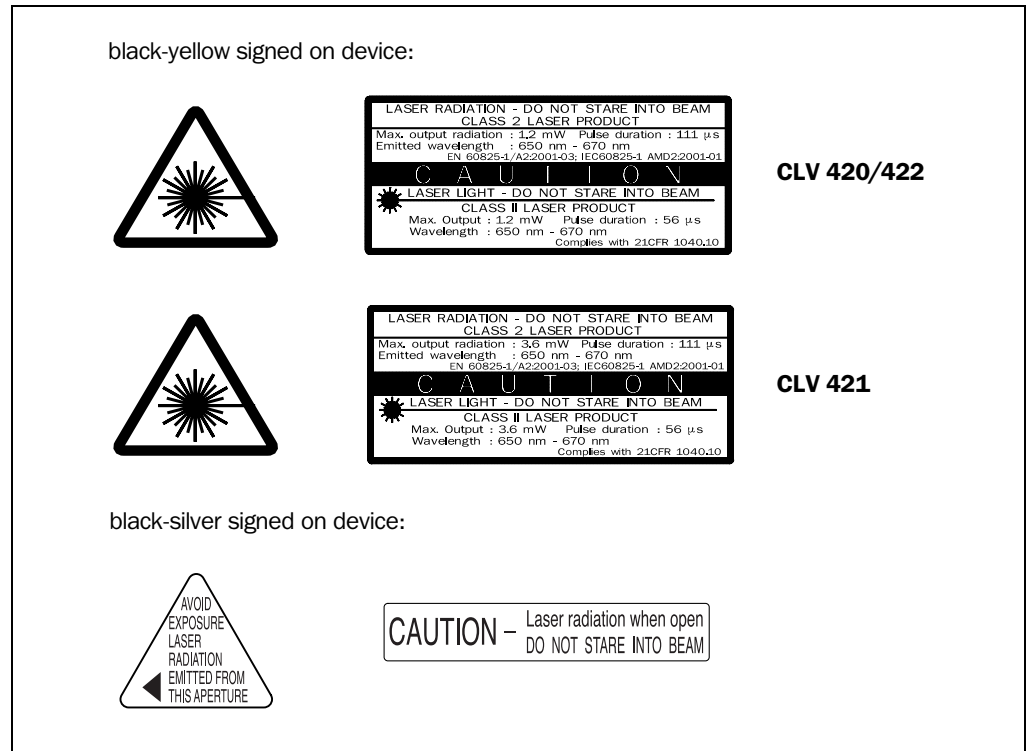 black-yellow signed on device:
LASER RADIATION - DO NOT STARE INTO BEAM
CLASS 2 LASER PRODUCT
Max. output radiation : 1.2 mW Pulse duration : 111 µs
Emitted wavelength : 650 nm - 670 nm
EN 60825-1/A2:2001-03; IEC60825-1 AMD2:2001-01
CAUTION
LASER LIGHT - DO NOT STARE INTO BEAM
CLASS II LASER PRODUCT
Max. Output : 1.2 mW Pulse duration : 56 µs
Wavelength : 650 nm - 670 nm
Complies with 21CFR 1040.10
CLV 420/422
LASER RADIATION - DO NOT STARE INTO BEAM
CLASS 2 LASER PRODUCT
Max. output radiation : 3.6 mW Pulse duration : 111 µs
Emitted wavelength : 650 nm - 670 nm
EN 60825-1/A2:2001-03; IEC60825-1 AMD2:2001-01
CAUTION
LASER LIGHT - DO NOT STARE INTO BEAM
CLASS II LASER PRODUCT
Max. Output : 3.6 mW Pulse duration : 56 µs
Wavelength : 650 nm - 670 nm
Complies with 21CFR 1040.10
CLV 421
black-silver signed on device:
AVOID
EXPOSURE
LASER
RADIATION
EMITTED FROM
THIS APERTURE
CAUTION – Laser radiation when open
DO NOT STARE INTO BEAM